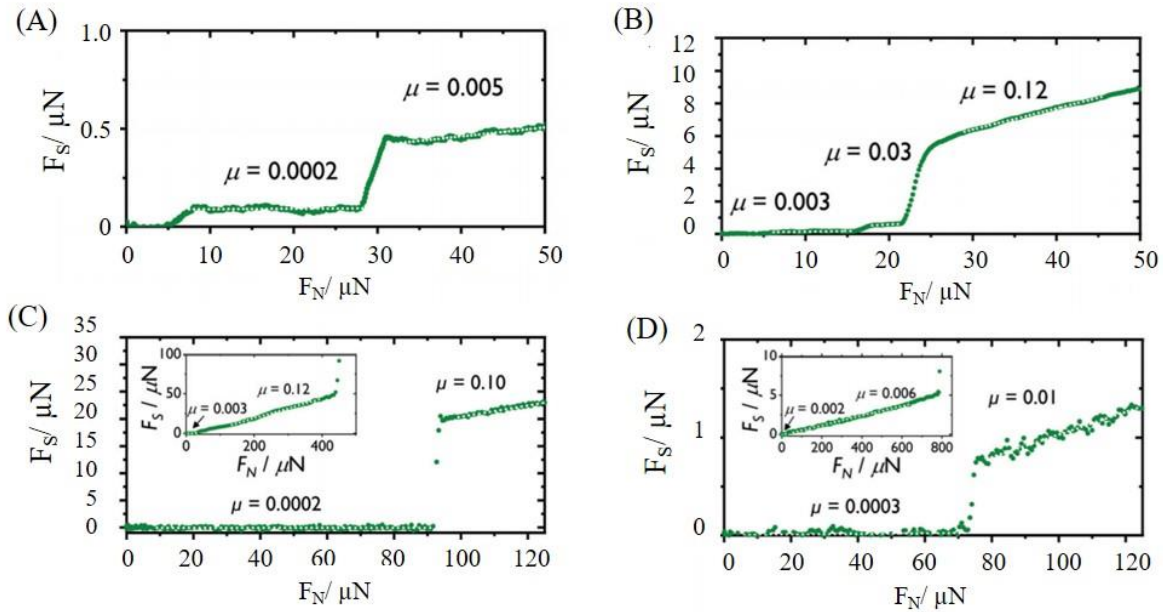 (A)
1.0
0.5
0
F_S/ µN
μ = 0.005
μ = 0.0002
0 10 20 30 40 50
F_N/ µN
(B)
12
10
8
6
4
2
0
F_S/ µN
μ = 0.12
μ = 0.03
μ = 0.003
0 10 20 30 40 50
F_N/ µN
(C)
35
30
25
20
15
10
5
0
F_S/ µN
100
50
0
F_S / µN
μ = 0.12
μ = 0.003
0 200 400
F_N / µN
μ = 0.10
μ = 0.0002
0 20 40 60 80 100 120
F_N/ µN
(D)
2
1
0
F_S/ µN
10
5
0
F_S / µN
μ = 0.006
μ = 0.002
0 200 400 600 800
F_N / µN
μ = 0.01
μ = 0.0003
0 20 40 60 80 100 120
F_N/ µN